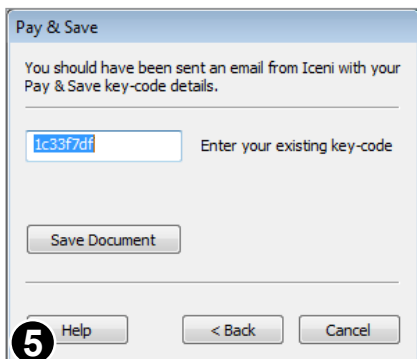 Pay & Save
You should have been sent an email from Iceni with your
Pay & Save key-code details.
1c33f7df Enter your existing key-code
Save Document
5 Help < Back Cancel